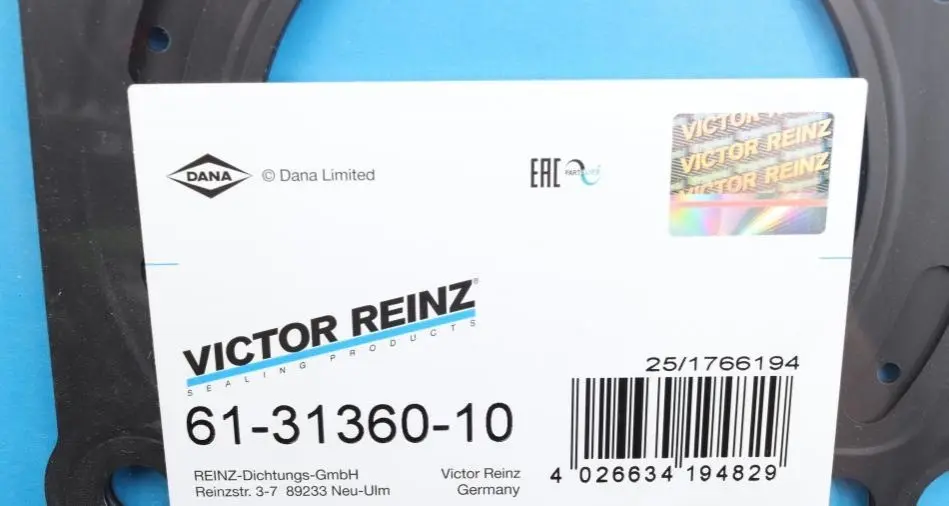 VICTOR REINZ
VICTOR REINZ
VICTOR REINZ
DANA © Dana Limited
EAC
VICTOR REINZ®
SEALING PRODUCTS
25/1766194
61-31360-10
4 026634 194829
REINZ-Dichtungs-GmbH
Reinzstr. 3-7 89233 Neu-Ulm
Victor Reinz
Germany